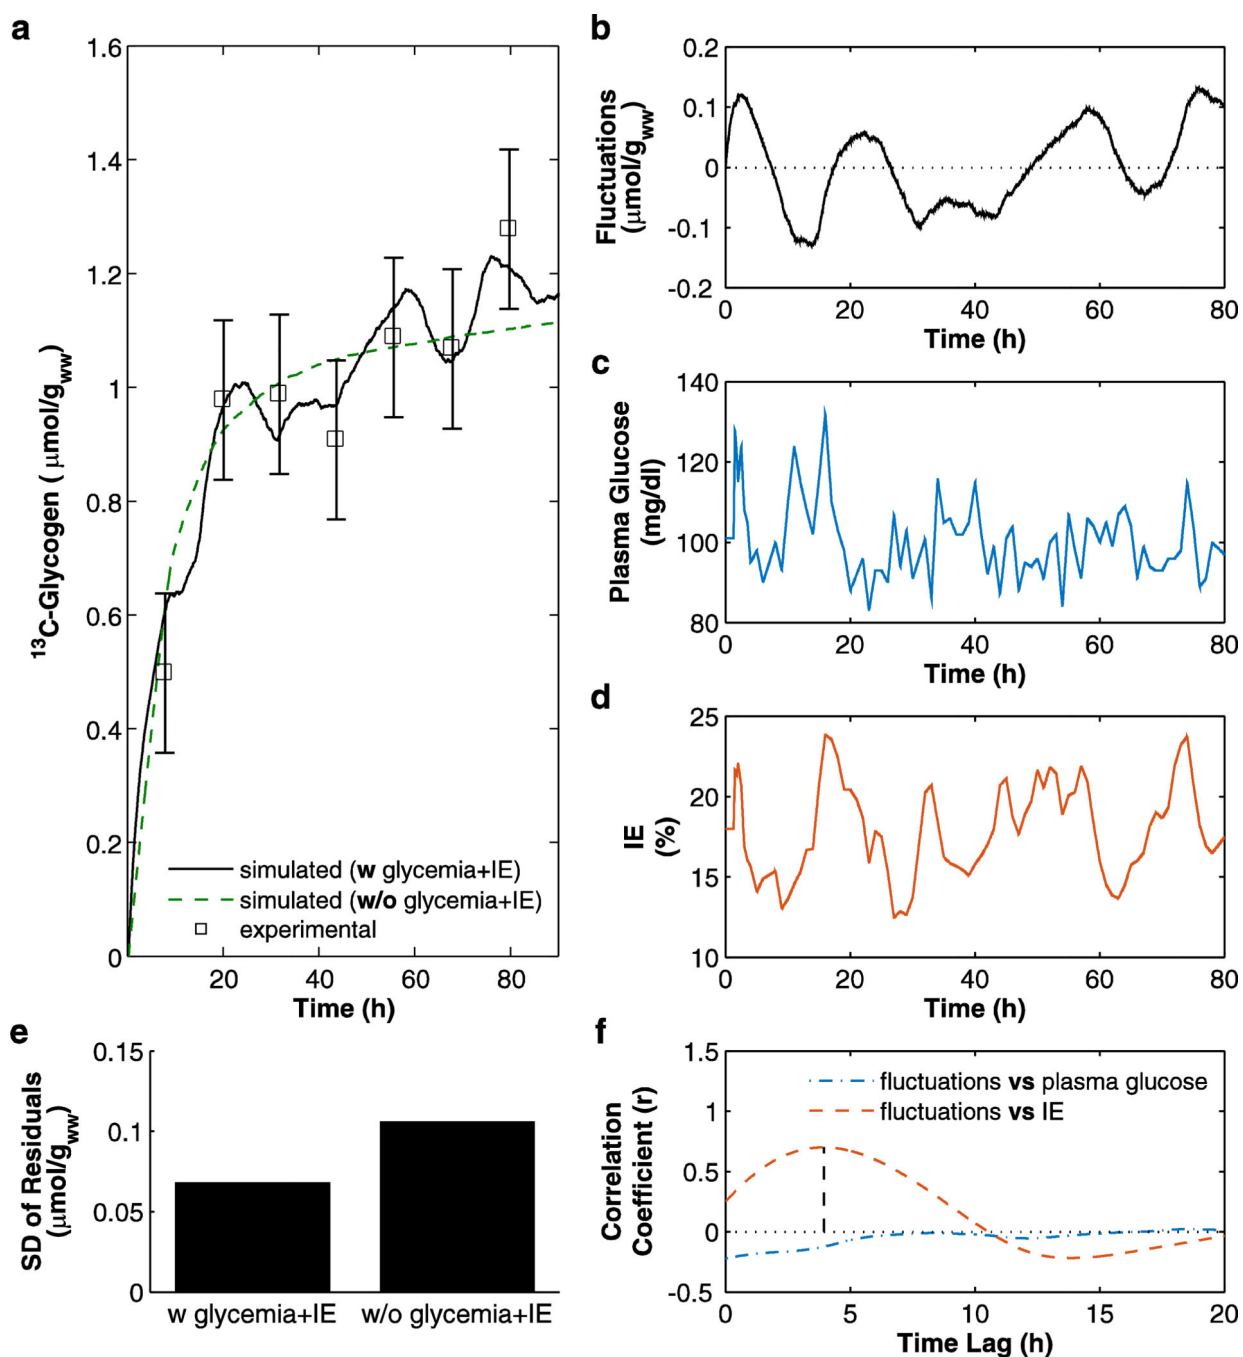 a
1.6
1.4
1.2
1
0.8
0.6
0.4
0.2
0
20
40
60
80
Time (h)
¹³C-Glycogen ( μmol/g_ww)
simulated (w glycemia+IE)
simulated (w/o glycemia+IE)
experimental
b
0.2
0.1
0
-0.1
-0.2
Fluctuations
(μmol/g_ww)
0
20
40
60
80
Time (h)
c
140
120
100
80
Plasma Glucose
(mg/dl)
0
20
40
60
80
Time (h)
d
25
20
15
10
IE
(%)
0
20
40
60
80
Time (h)
e
0.15
0.1
0.05
0
SD of Residuals
(μmol/g_ww)
w glycemia+IE
w/o glycemia+IE
f
1.5
1
0.5
0
-0.5
Correlation
Coefficient (r)
fluctuations vs plasma glucose
fluctuations vs IE
0
5
10
15
20
Time Lag (h)